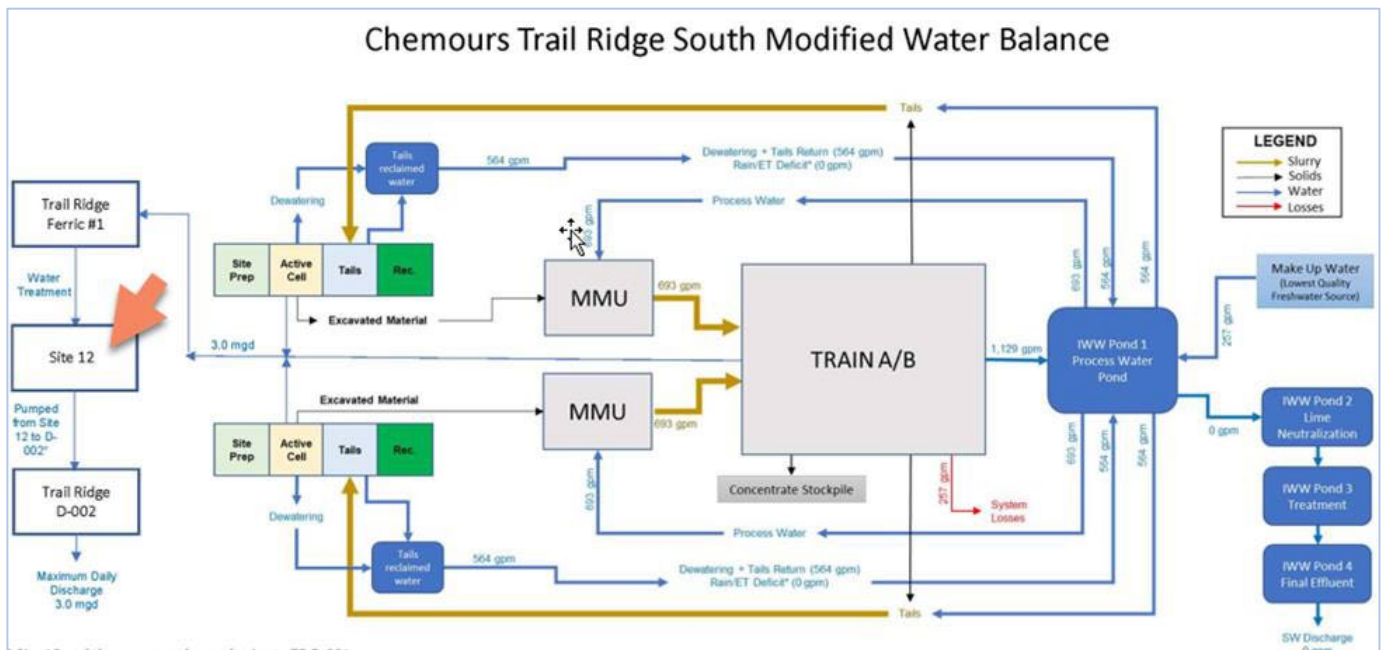 Chemours Trail Ridge South Modified Water Balance
Tails
LEGEND
Slurry
Solids
Water
Losses
Tails
reclaimed
water
564 gpm
Dewatering + Tails Return (564 gpm)
Rain/ET Deficit* (0 gpm)
Dewatering
Process Water
Trail Ridge
Ferric #1
693 gpm
Site
Prep
Active
Cell
Tails
Rec.
MMU
693 gpm
693 gpm
564 gpm
564 gpm
Make Up Water
(Lowest Quality
Freshwater Source)
Water
Treatment
Excavated Material
257 gpm
Site 12
3.0 mgd
TRAIN A/B
1,129 gpm
IWW Pond 1
Process Water
Pond
Excavated Material
MMU
693 gpm
0 gpm
IWW Pond 2
Lime
Neutralization
Pumped
from Site
12 to D-
002"
Site
Prep
Active
Cell
Tails
Rec.
693 gpm
693 gpm
564 gpm
564 gpm
Concentrate Stockpile
257 gpm
System
Losses
IWW Pond 3
Treatment
Trail Ridge
D-002
Dewatering
Process Water
Tails
reclaimed
water
564 gpm
Dewatering + Tails Return (564 gpm)
Rain/ET Deficit* (0 gpm)
IWW Pond 4
Final Effluent
Maximum Daily
Discharge
3.0 mgd
Tails
SW Discharge
0 gpm